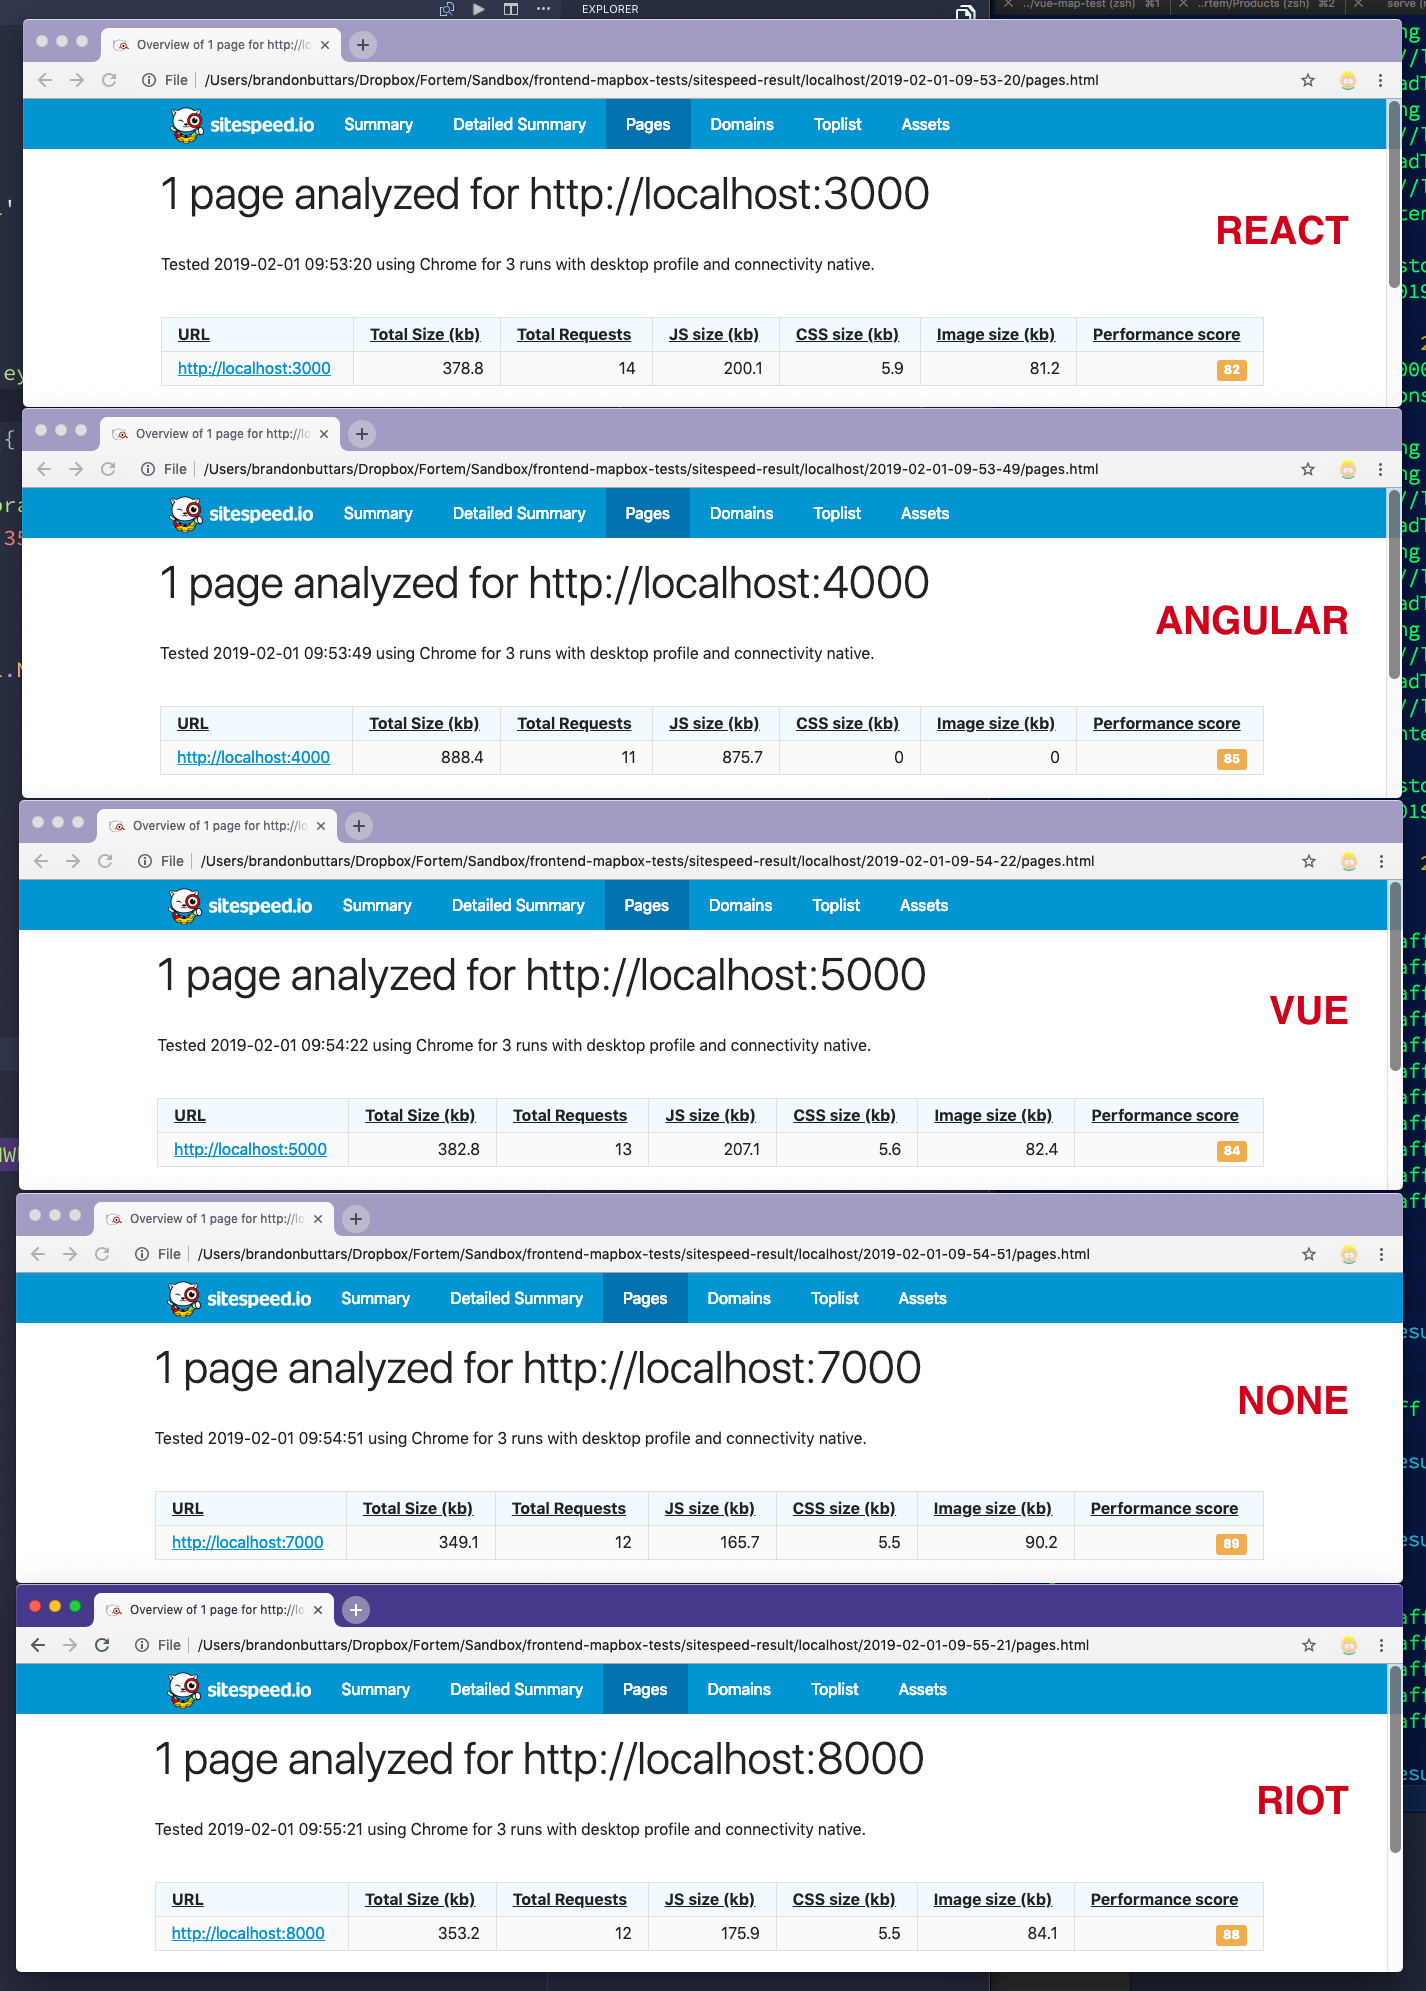 EXPLORER
../vue-map-test (zsh) ⌘1
..rtem/Products (zsh) ⌘2
serve
Overview of 1 page for http://lo
File /Users/brandonbuttars/Dropbox/Fortem/Sandbox/frontend-mapbox-tests/sitespeed-result/localhost/2019-02-01-09-53-20/pages.html
sitespeed.io Summary Detailed Summary Pages Domains Toplist Assets
1 page analyzed for http://localhost:3000
REACT
Tested 2019-02-01 09:53:20 using Chrome for 3 runs with desktop profile and connectivity native.
URL Total Size (kb) Total Requests JS size (kb) CSS size (kb) Image size (kb) Performance score
http://localhost:3000 378.8 14 200.1 5.9 81.2 82
Overview of 1 page for http://lo
File /Users/brandonbuttars/Dropbox/Fortem/Sandbox/frontend-mapbox-tests/sitespeed-result/localhost/2019-02-01-09-53-49/pages.html
sitespeed.io Summary Detailed Summary Pages Domains Toplist Assets
1 page analyzed for http://localhost:4000
ANGULAR
Tested 2019-02-01 09:53:49 using Chrome for 3 runs with desktop profile and connectivity native.
URL Total Size (kb) Total Requests JS size (kb) CSS size (kb) Image size (kb) Performance score
http://localhost:4000 888.4 11 875.7 0 0 85
Overview of 1 page for http://lo
File /Users/brandonbuttars/Dropbox/Fortem/Sandbox/frontend-mapbox-tests/sitespeed-result/localhost/2019-02-01-09-54-22/pages.html
sitespeed.io Summary Detailed Summary Pages Domains Toplist Assets
1 page analyzed for http://localhost:5000
VUE
Tested 2019-02-01 09:54:22 using Chrome for 3 runs with desktop profile and connectivity native.
URL Total Size (kb) Total Requests JS size (kb) CSS size (kb) Image size (kb) Performance score
http://localhost:5000 382.8 13 207.1 5.6 82.4 84
Overview of 1 page for http://lo
File /Users/brandonbuttars/Dropbox/Fortem/Sandbox/frontend-mapbox-tests/sitespeed-result/localhost/2019-02-01-09-54-51/pages.html
sitespeed.io Summary Detailed Summary Pages Domains Toplist Assets
1 page analyzed for http://localhost:7000
NONE
Tested 2019-02-01 09:54:51 using Chrome for 3 runs with desktop profile and connectivity native.
URL Total Size (kb) Total Requests JS size (kb) CSS size (kb) Image size (kb) Performance score
http://localhost:7000 349.1 12 165.7 5.5 90.2 89
Overview of 1 page for http://lo
File /Users/brandonbuttars/Dropbox/Fortem/Sandbox/frontend-mapbox-tests/sitespeed-result/localhost/2019-02-01-09-55-21/pages.html
sitespeed.io Summary Detailed Summary Pages Domains Toplist Assets
1 page analyzed for http://localhost:8000
RIOT
Tested 2019-02-01 09:55:21 using Chrome for 3 runs with desktop profile and connectivity native.
URL Total Size (kb) Total Requests JS size (kb) CSS size (kb) Image size (kb) Performance score
http://localhost:8000 353.2 12 175.9 5.5 84.1 88